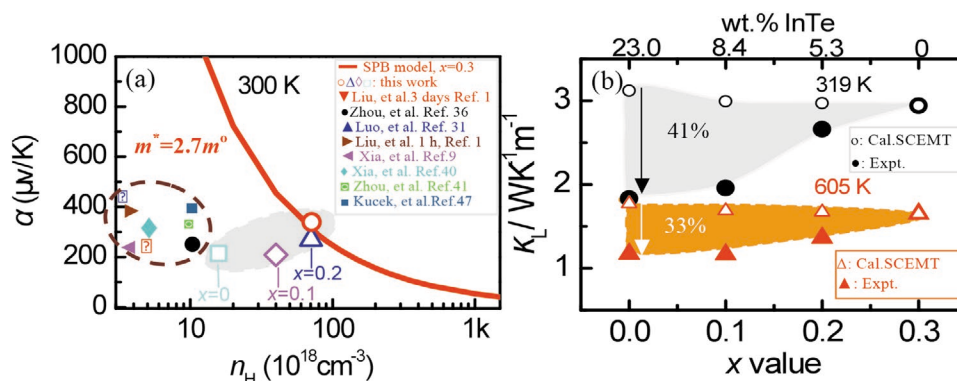 (a)
300 K
SPB model, x=0.3
: this work
Liu, et al.3 days Ref. 1
Zhou, et al. Ref. 36
Luo, et al. Ref. 31
Liu, et al. 1 h, Ref. 1
Xia, et al. Ref.9
Xia, et al. Ref.40
Zhou, et al. Ref.41
Kucek, et al.Ref.47
m*=2.7m⁰
?
?
x=0
x=0.1
x=0.2
1000
800
600
400
200
0
α (μv/K)
10
100
1k
nH (10¹⁸cm⁻³)
wt.% InTe
23.0 8.4 5.3 0
(b)
319 K
41%
: Cal.SCEMT
: Expt.
605 K
33%
: Cal.SCEMT
: Expt.
3
2
1
κL/ WK⁻¹m⁻¹
0.0 0.1 0.2 0.3
x value